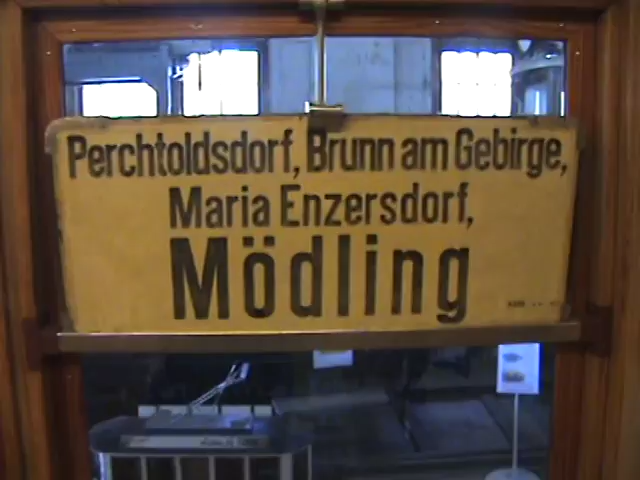 Perchtoldsdorf, Brunn am Gebirge,
Maria Enzersdorf,
Mödling